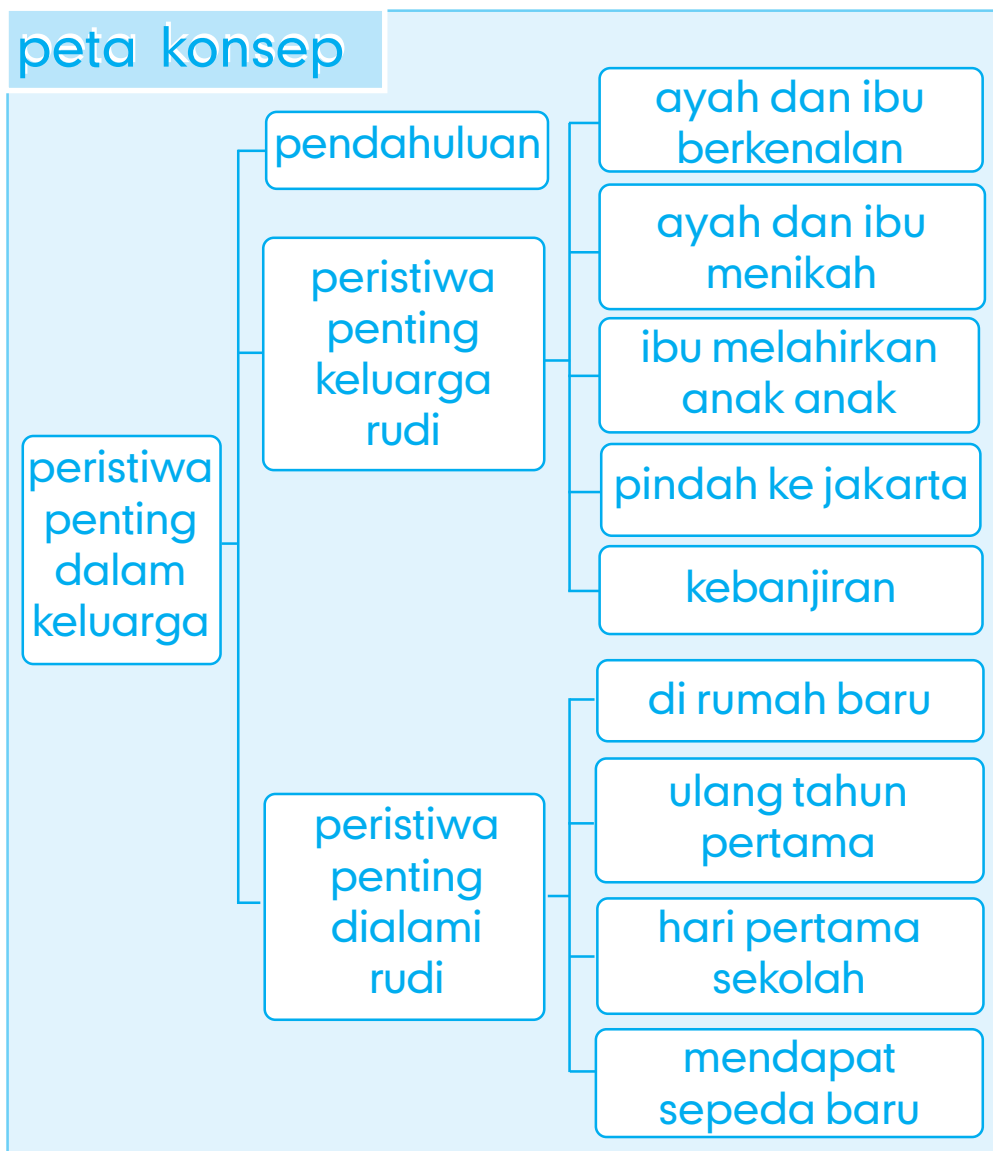 peta konsep
peristiwa
penting
dalam
keluarga
pendahuluan
peristiwa
penting
keluarga
rudi
ayah dan ibu
berkenalan
ayah dan ibu
menikah
ibu melahirkan
anak anak
pindah ke jakarta
kebanjiran
peristiwa
penting
dialami
rudi
di rumah baru
ulang tahun
pertama
hari pertama
sekolah
mendapat
sepeda baru